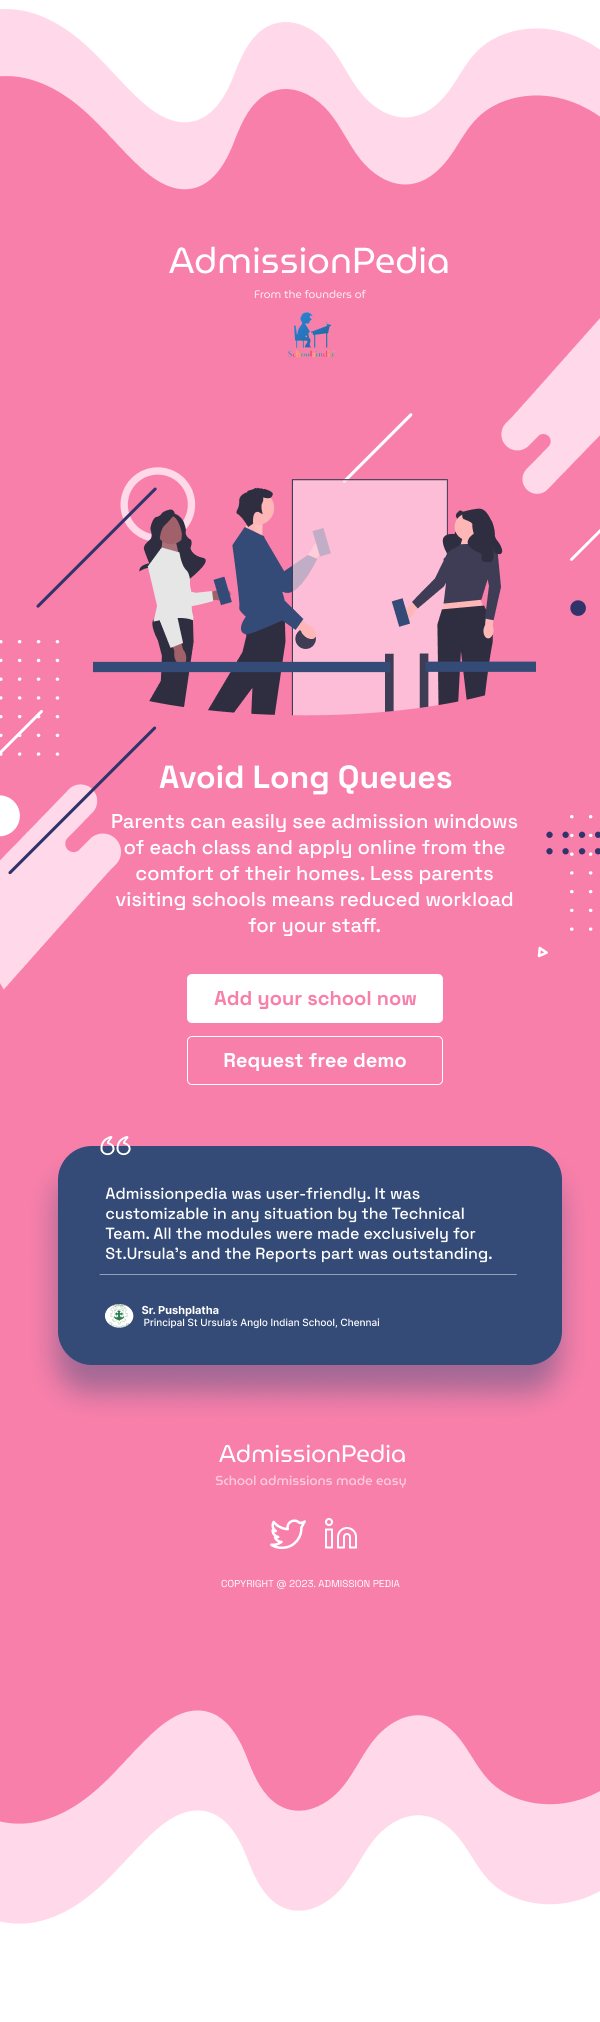 AdmissionPedia
From the founders of
Avoid Long Queues
Parents can easily see admission windows
of each class and apply online from the
comfort of their homes. Less parents
visiting schools means reduced workload
for your staff.
Add your school now
Request free demo
Admissionpedia was user-friendly. It was
customizable in any situation by the Technical
Team. All the modules were made exclusively for
St.Ursula's and the Reports part was outstanding.
Sr. Pushplatha
Principal St Ursula's Anglo Indian School, Chennai
AdmissionPedia
School admissions made easy
in
COPYRIGHT @ 2023. ADMISSION PEDIA